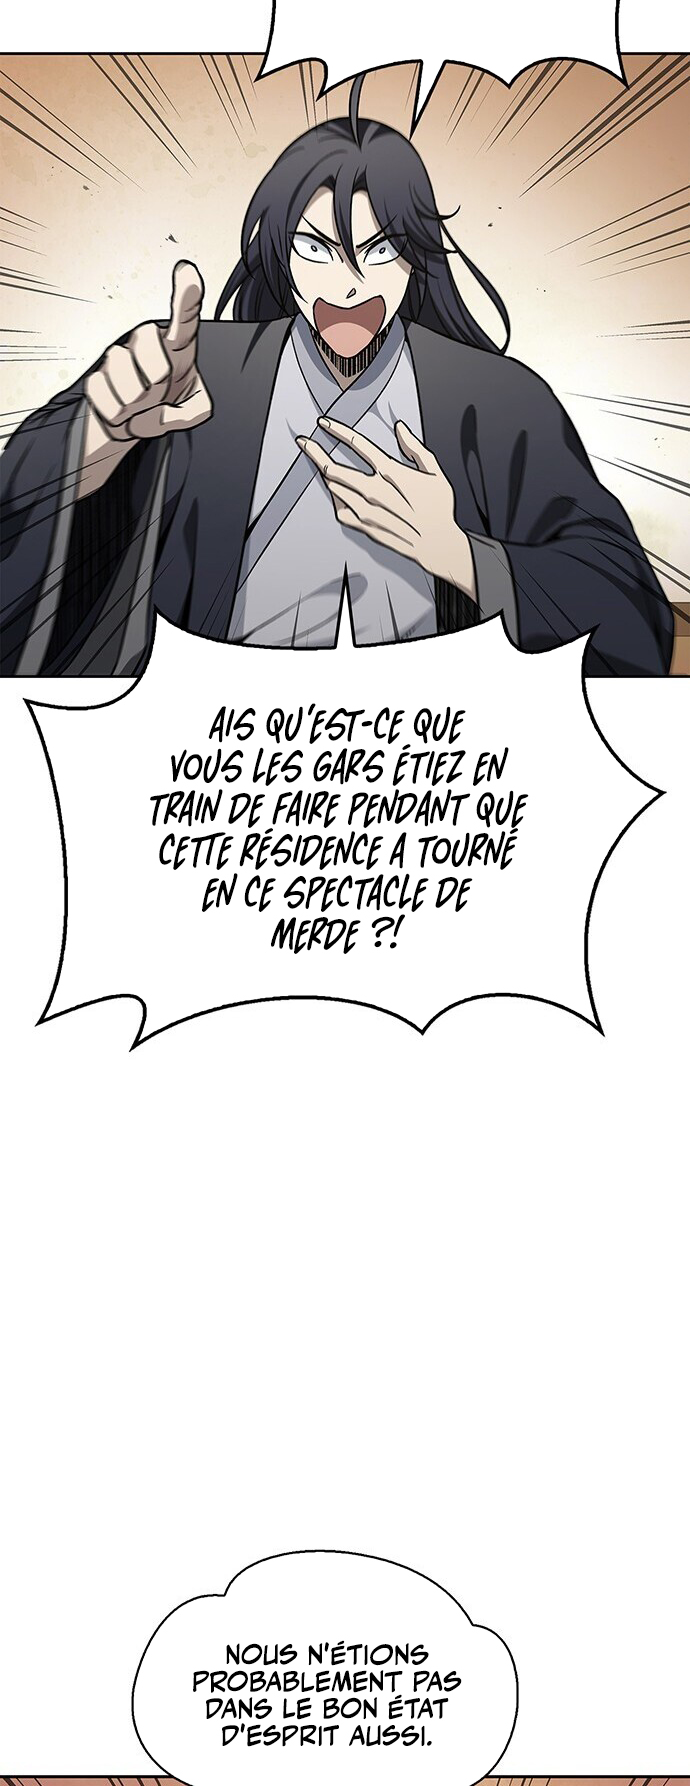 AIS QU'EST-CE QUE
VOUS LES GARS ÉTIEZ EN
TRAIN DE FAIRE PENDANT QUE
CETTE RÉSIDENCE A TOURNÉ
EN CE SPECTACLE DE
MERDE ?!
NOUS N'ÉTIONS
PROBABLEMENT PAS
DANS LE BON ÉTAT
D'ESPRIT AUSSI.